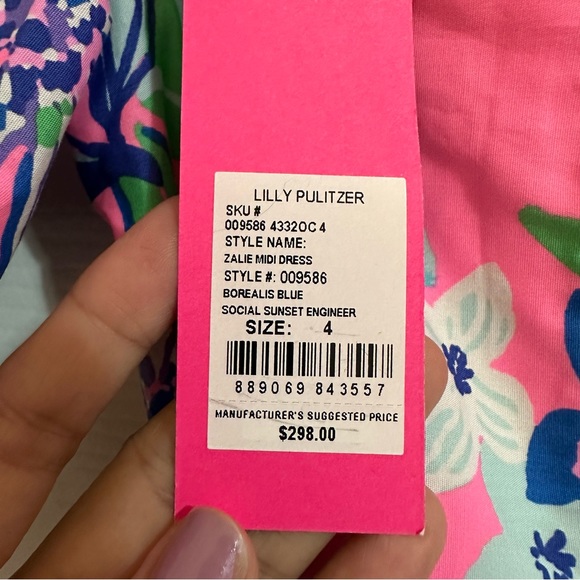 LILLY PULITZER
SKU #
009586 4332OC 4
STYLE NAME:
ZALIE MIDI DRESS
STYLE #: 009586
BOREALIS BLUE
SOCIAL SUNSET ENGINEER
SIZE: 4
889069 843557
MANUFACTURER'S SUGGESTED PRICE
$298.00